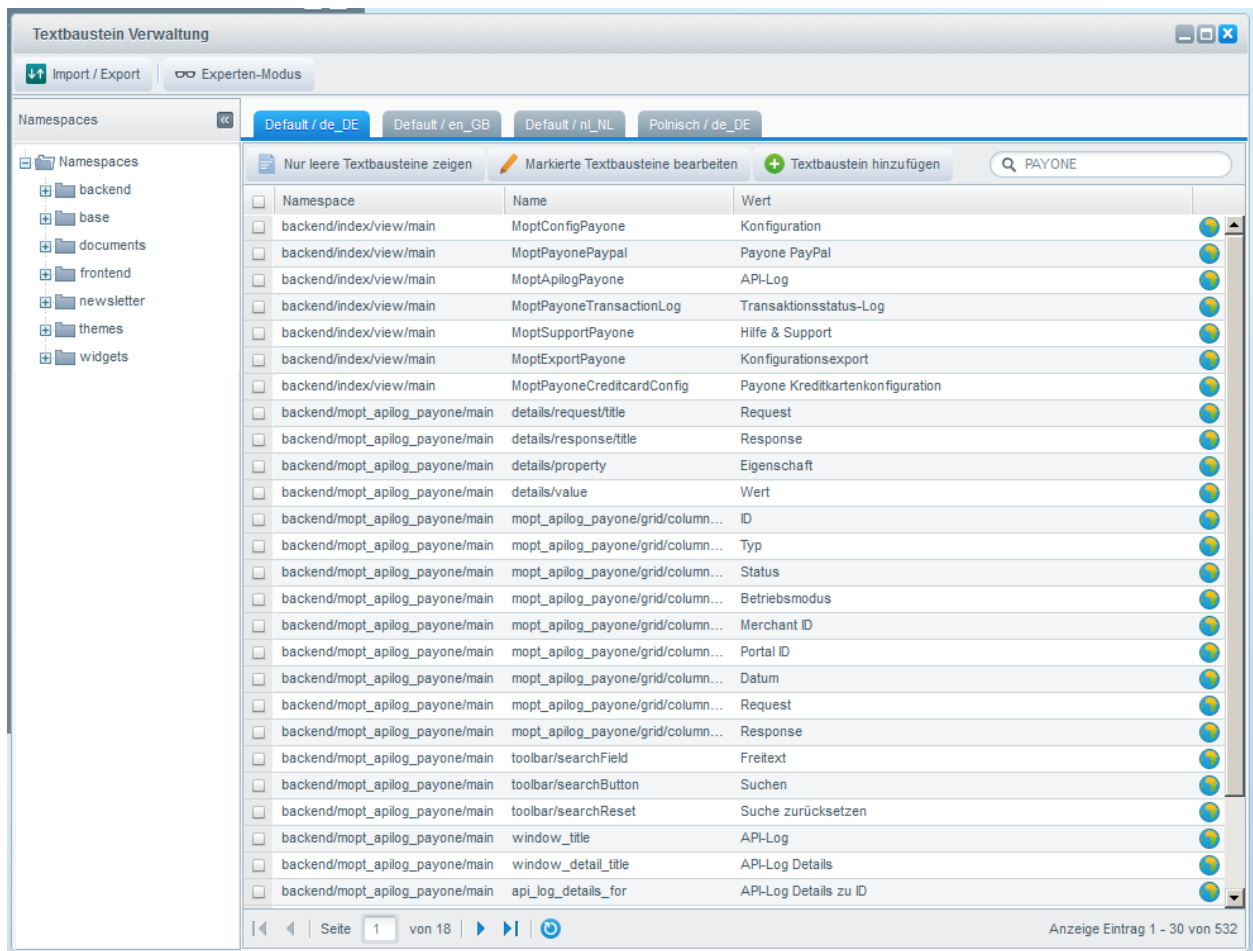 Textbaustein Verwaltung
Import / Export Experten-Modus
Namespaces
Default / de_DE Default / en_GB Default / nl_NL Polnisch / de_DE
Namespaces
backend
base
documents
frontend
newsletter
themes
widgets
Nur leere Textbausteine zeigen Markierte Textbausteine bearbeiten Textbaustein hinzufügen PAYONE
Namespace Name Wert
backend/index/view/main MoptConfigPayone Konfiguration
backend/index/view/main MoptPayonePaypal Payone PayPal
backend/index/view/main MoptApilogPayone API-Log
backend/index/view/main MoptPayoneTransactionLog Transaktionsstatus-Log
backend/index/view/main MoptSupportPayone Hilfe & Support
backend/index/view/main MoptExportPayone Konfigurationsexport
backend/index/view/main MoptPayoneCreditcardConfig Payone Kreditkartenkonfiguration
backend/mopt_apilog_payone/main details/request/title Request
backend/mopt_apilog_payone/main details/response/title Response
backend/mopt_apilog_payone/main details/property Eigenschaft
backend/mopt_apilog_payone/main details/value Wert
backend/mopt_apilog_payone/main mopt_apilog_payone/grid/column... ID
backend/mopt_apilog_payone/main mopt_apilog_payone/grid/column... Typ
backend/mopt_apilog_payone/main mopt_apilog_payone/grid/column... Status
backend/mopt_apilog_payone/main mopt_apilog_payone/grid/column... Betriebsmodus
backend/mopt_apilog_payone/main mopt_apilog_payone/grid/column... Merchant ID
backend/mopt_apilog_payone/main mopt_apilog_payone/grid/column... Portal ID
backend/mopt_apilog_payone/main mopt_apilog_payone/grid/column... Datum
backend/mopt_apilog_payone/main mopt_apilog_payone/grid/column... Request
backend/mopt_apilog_payone/main mopt_apilog_payone/grid/column... Response
backend/mopt_apilog_payone/main toolbar/searchField Freitext
backend/mopt_apilog_payone/main toolbar/searchButton Suchen
backend/mopt_apilog_payone/main toolbar/searchReset Suche zurücksetzen
backend/mopt_apilog_payone/main window_title API-Log
backend/mopt_apilog_payone/main window_detail_title API-Log Details
backend/mopt_apilog_payone/main api_log_details_for API-Log Details zu ID
Seite 1 von 18 Anzeige Eintrag 1 - 30 von 532